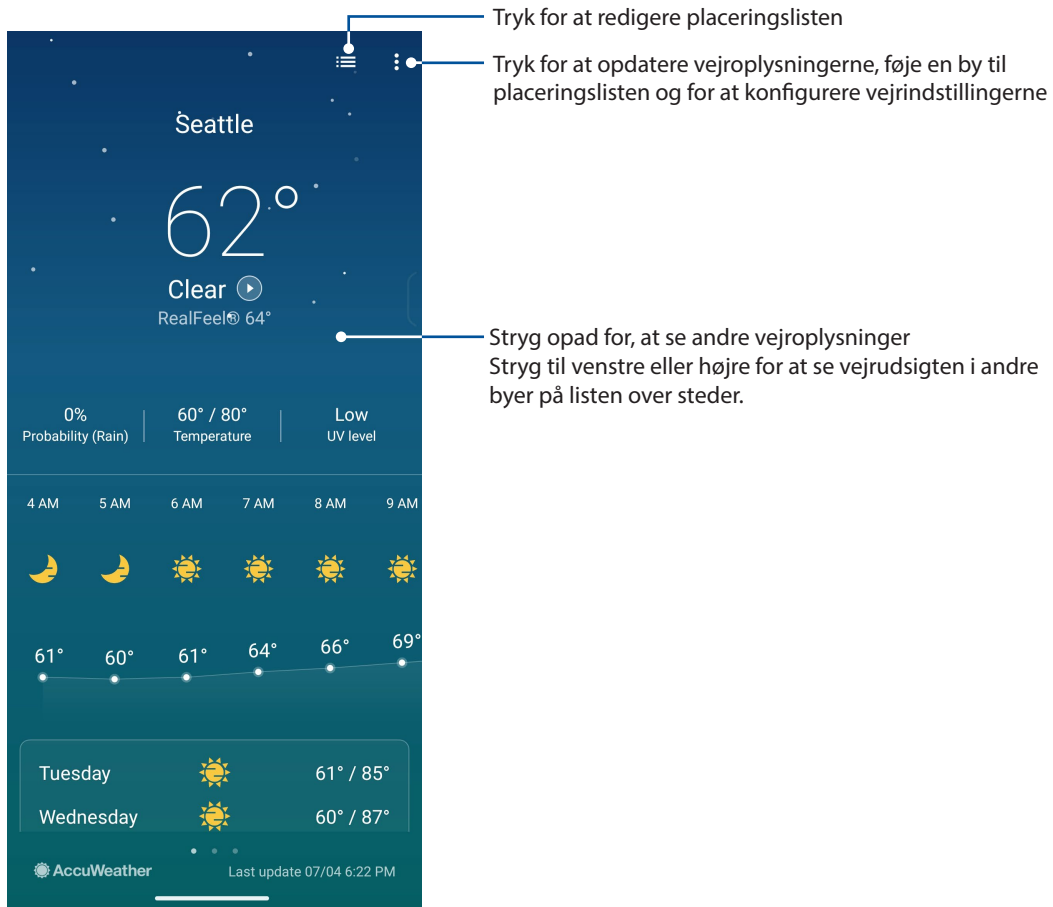 Tryk for at redigere placeringslisten
Tryk for at opdatere vejroplysningerne, føje en by til
placeringslisten og for at konfigurere vejrindstillingerne
Seattle
62°
Clear
RealFeel® 64°
Stryg opad for, at se andre vejroplysninger
Stryg til venstre eller højre for at se vejrudsigten i andre
byer på listen over steder.
0% 60° / 80° Low
Probability (Rain) Temperature UV level
4 AM 5 AM 6 AM 7 AM 8 AM 9 AM
61° 60° 61° 64° 66° 69°
Tuesday 61° / 85°
Wednesday 60° / 87°
AccuWeather Last update 07/04 6:22 PM